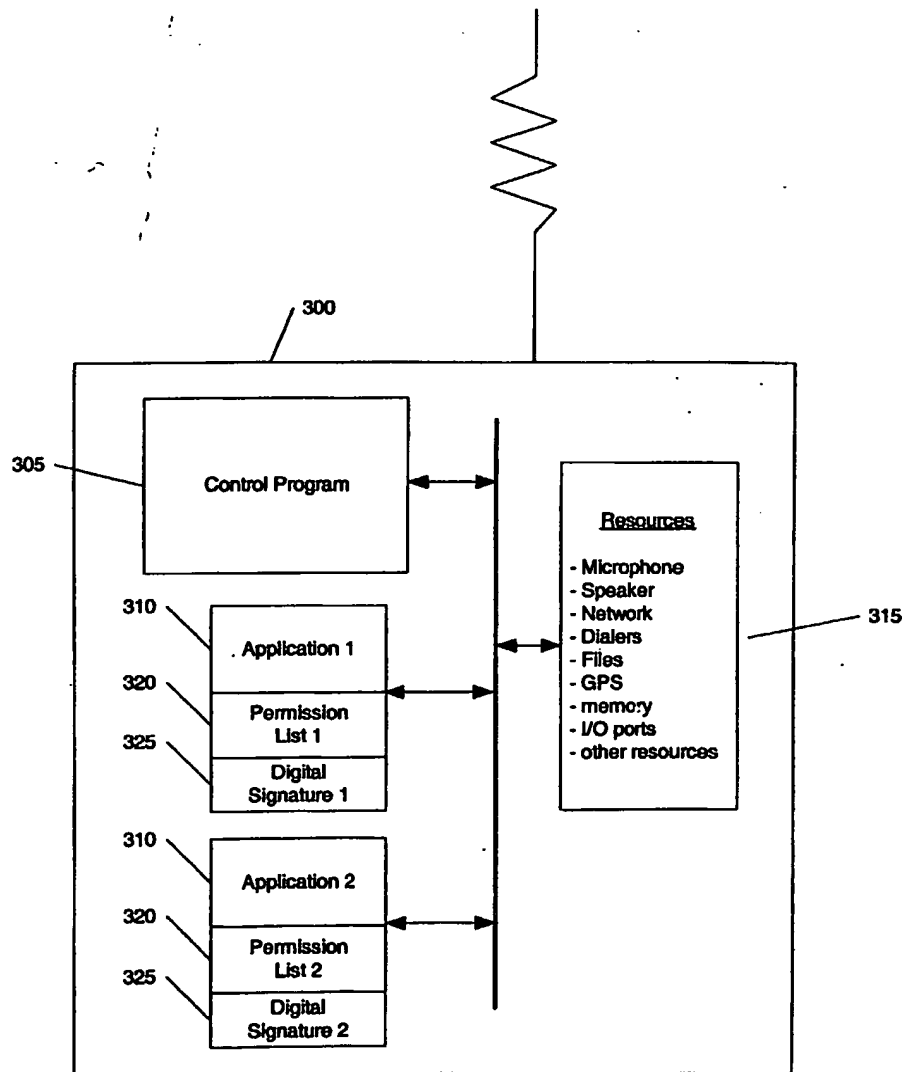 300
305
Control Program
Resources
- Microphone
- Speaker
- Network
- Dialers
- Files
- GPS
- memory
- I/O ports
- other resources
315
310
Application 1
320
Permission
List 1
325
Digital
Signature 1
310
Application 2
320
Permission
List 2
325
Digital
Signature 2